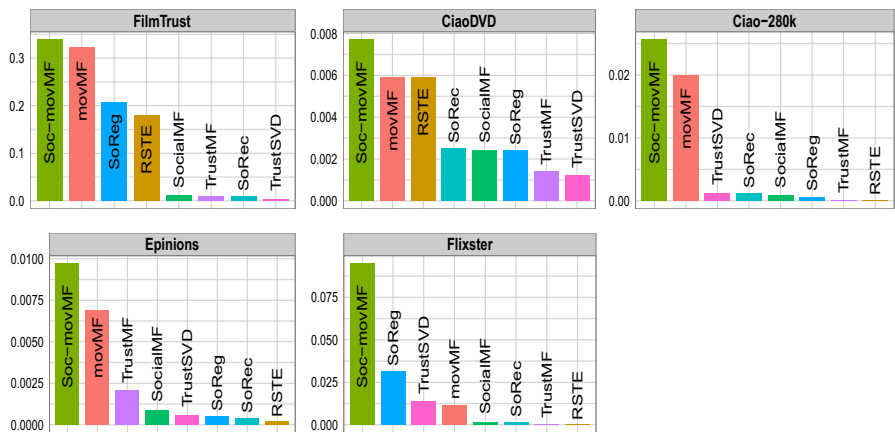 FilmTrust
0.3
0.2
0.1
0.0
Soc−movMF
movMF
SoReg
RSTE
SocialMF
TrustMF
SoRec
TrustSVD
CiaoDVD
0.008
0.006
0.004
0.002
0.000
Soc−movMF
movMF
RSTE
SoRec
SocialMF
SoReg
TrustMF
TrustSVD
Ciao−280k
0.02
0.01
0.00
Soc−movMF
movMF
TrustSVD
SoRec
SocialMF
SoReg
TrustMF
RSTE
Epinions
0.0100
0.0075
0.0050
0.0025
0.0000
Soc−movMF
movMF
TrustMF
SocialMF
TrustSVD
SoReg
SoRec
RSTE
Flixster
0.075
0.050
0.025
0.000
Soc−movMF
SoReg
TrustSVD
movMF
SocialMF
SoRec
TrustMF
RSTE